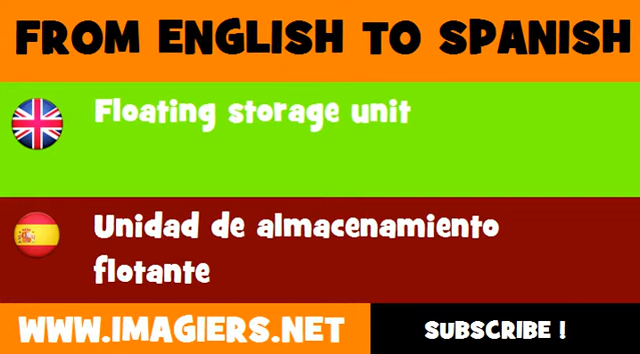 FROM ENGLISH TO SPANISH
Floating storage unit
Unidad de almacenamiento
flotante
WWW.IMAGIERS.NET
SUBSCRIBE !